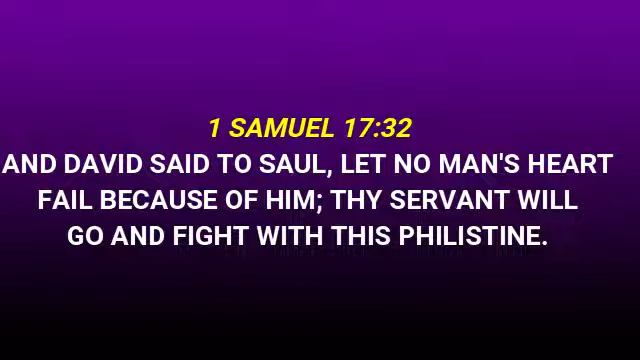 1 SAMUEL 17:32
AND DAVID SAID TO SAUL, LET NO MAN'S HEART
FAIL BECAUSE OF HIM; THY SERVANT WILL
GO AND FIGHT WITH THIS PHILISTINE.